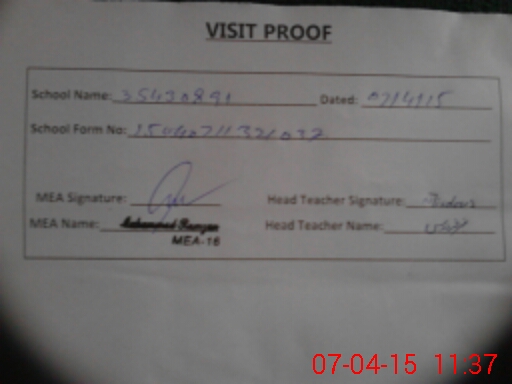 VISIT PROOF
School Name: 35430891 Dated: 07/4/15
School Form No: 15040711321032
MEA Signature: Head Teacher Signature:
MEA Name: Muhammad Ramzan Head Teacher Name:
MEA-16
07-04-15 11:37